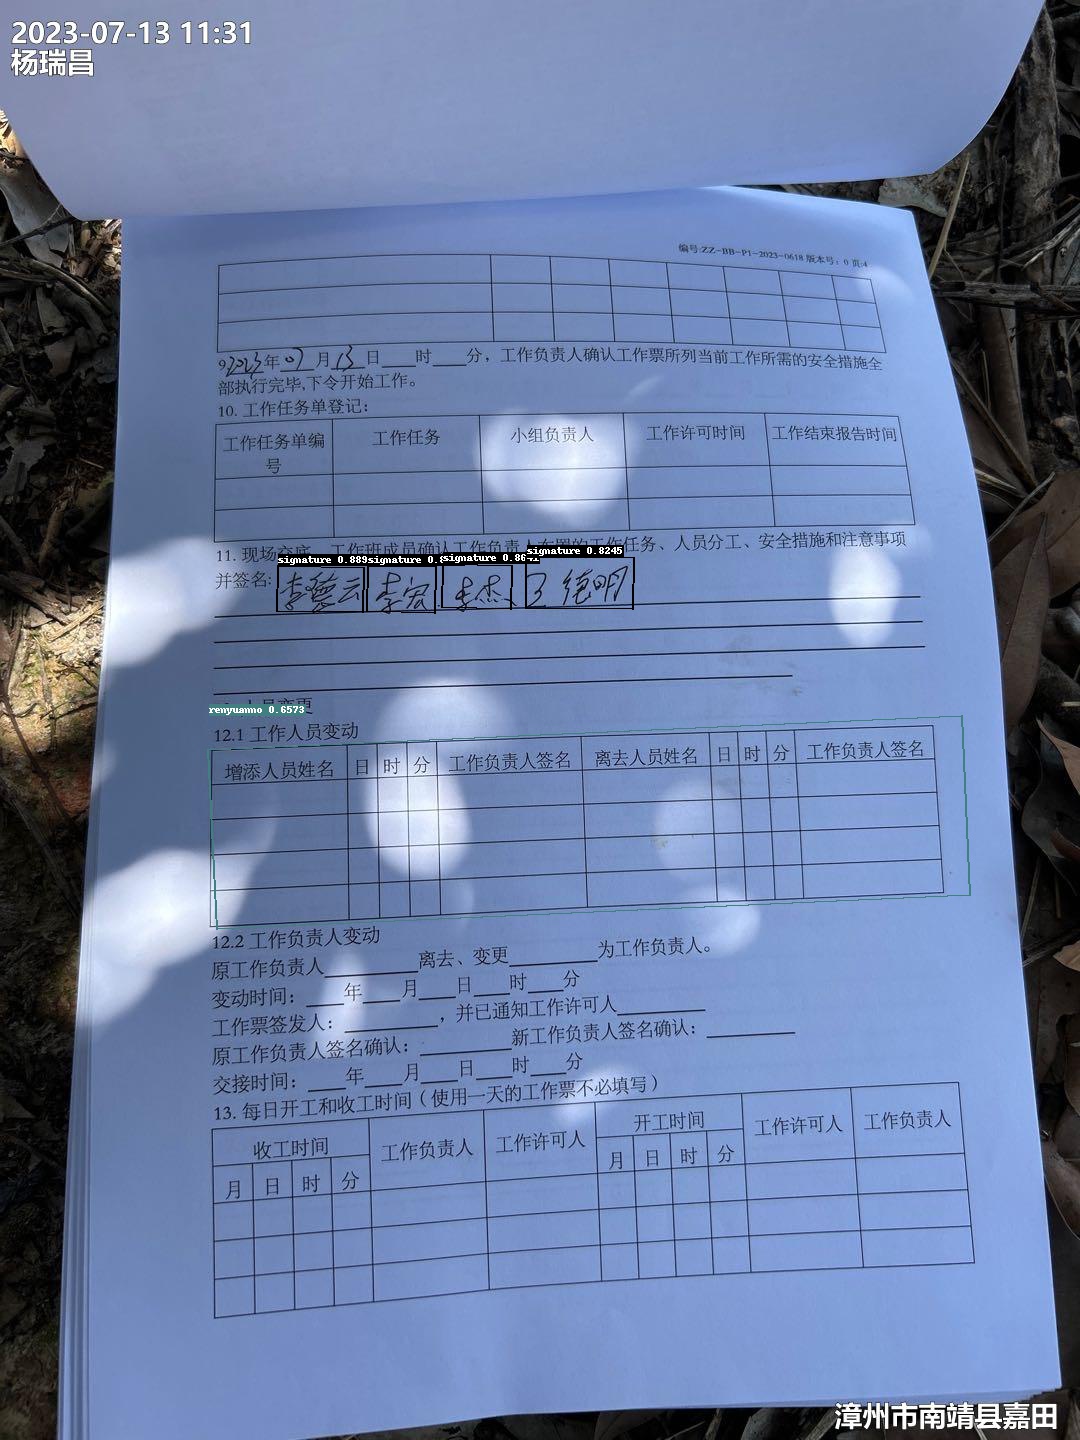 2023-07-13 11:31
杨瑞昌
编号:ZZ-BB-P1-2023-0618 版本号：0 页:4
9 2023年 07 月 13 日___时___分，工作负责人确认工作票所列当前工作所需的安全措施全
部执行完毕,下令开始工作。
10. 工作任务单登记：
工作任务单编号 工作任务 小组负责人 工作许可时间 工作结束报告时间
11. 现场交底，工作班成员确认工作负责人布置的工作任务、人员分工、安全措施和注意事项
signature 0.889 signature 0. signature 0.86 signature 0.8245
并签名: 李 云 李宏 李杰、王德明
renyuanno 0.6573
人员变更
12.1 工作人员变动
增添人员姓名 日 时 分 工作负责人签名 离去人员姓名 日 时 分 工作负责人签名
12.2 工作负责人变动
原工作负责人________离去、变更________为工作负责人。
变动时间：___年___月___日___时___分
工作票签发人：________，并已通知工作许可人________
原工作负责人签名确认：________新工作负责人签名确认：________
交接时间：___年___月___日___时___分
13. 每日开工和收工时间（使用一天的工作票不必填写）
收工时间 工作负责人 工作许可人 开工时间 工作许可人 工作负责人
月 日 时 分 月 日 时 分
漳州市南靖县嘉田